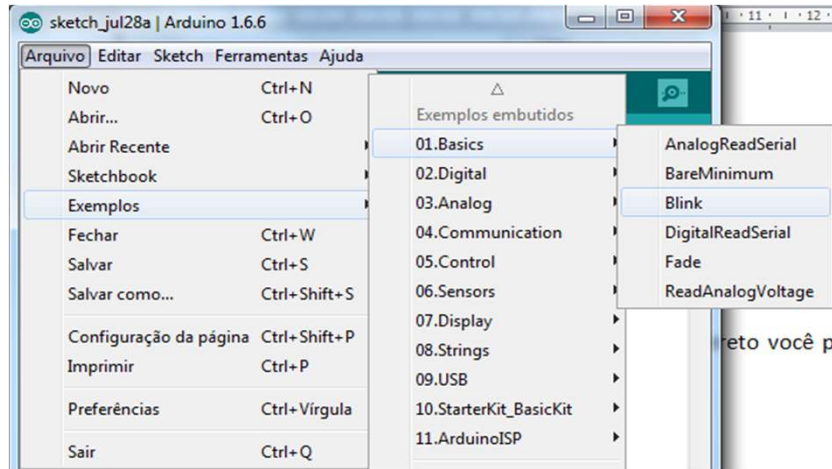 sketch_jul28a | Arduino 1.6.6
11 12
Arquivo Editar Sketch Ferramentas Ajuda
Novo Ctrl+N
Abrir... Ctrl+O
Abrir Recente
Sketchbook
Exemplos
Fechar Ctrl+W
Salvar Ctrl+S
Salvar como... Ctrl+Shift+S
Configuração da página Ctrl+Shift+P
Imprimir Ctrl+P
Preferências Ctrl+Vírgula
Sair Ctrl+Q
Exemplos embutidos
01.Basics
02.Digital
03.Analog
04.Communication
05.Control
06.Sensors
07.Display
08.Strings
09.USB
10.StarterKit_BasicKit
11.ArduinoISP
AnalogReadSerial
BareMinimum
Blink
DigitalReadSerial
Fade
ReadAnalogVoltage
reto você p